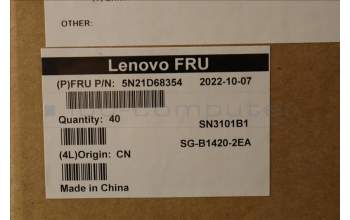 OTHER:
Lenovo FRU
(P)FRU P/N: 5N21D68354 2022-10-07
Quantity: 40 SN3101B1
SG-B1420-2EA
(4L)Origin: CN
Made in China